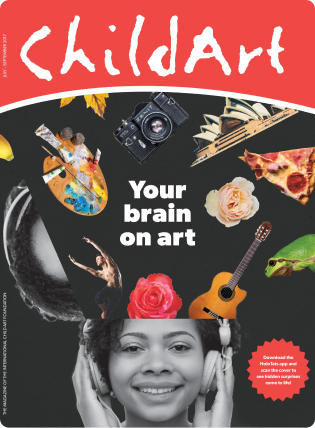 JULY - SEPTEMBER 2017
ChildArt
Your
brain
on art
THE MAGAZINE OF THE INTERNATIONAL CHILD ART FOUNDATION
Download the
HoloTats app and
scan the cover to
see hidden surprises
come to life!